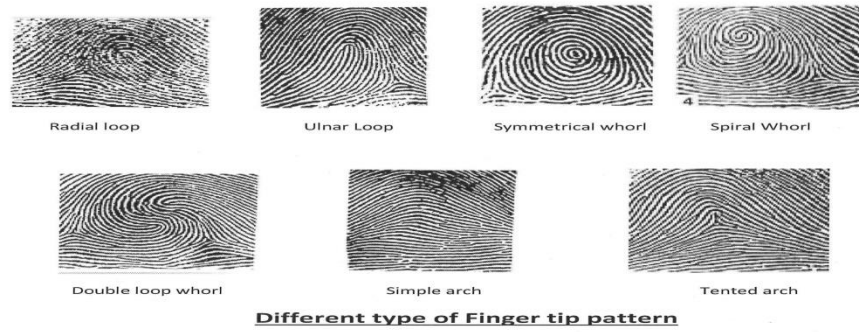 4
Radial loop
Ulnar Loop
Symmetrical whorl
Spiral Whorl
Double loop whorl
Simple arch
Tented arch
Different type of Finger tip pattern